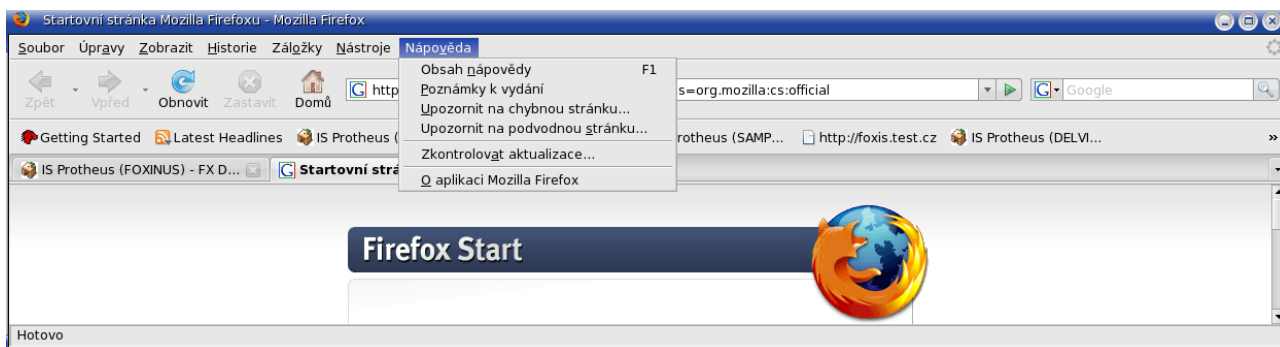 Startovní stránka Mozilla Firefoxu - Mozilla Firefox
Soubor Úpravy Zobrazit Historie Záložky Nástroje Nápověda
Obsah nápovědy F1
Poznámky k vydání
Upozornit na chybnou stránku...
Upozornit na podvodnou stránku...
Zkontrolovat aktualizace...
O aplikaci Mozilla Firefox
Zpět Vpřed Obnovit Zastavit Domů G http s=org.mozilla:cs:official G Google
Getting Started Latest Headlines IS Protheus ( rotheus (SAMP... http://foxis.test.cz IS Protheus (DELVI... »
IS Protheus (FOXINUS) - FX D... G Startovní strá
Firefox Start
Hotovo